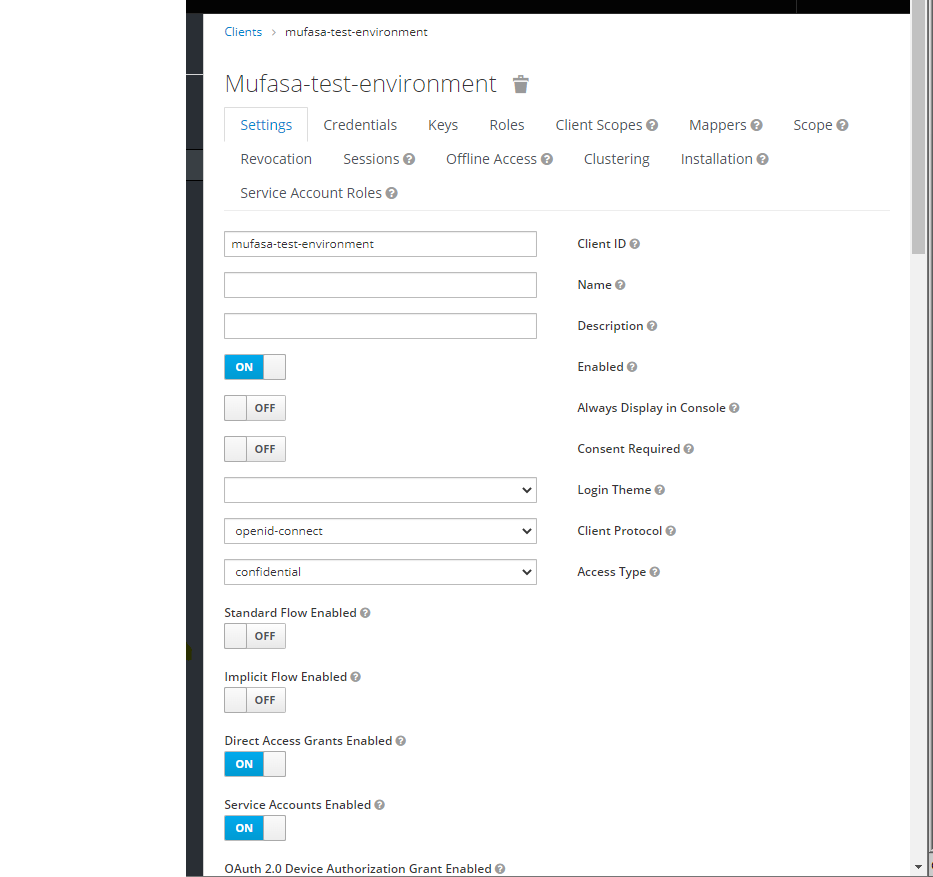 Clients > mufasa-test-environment
Mufasa-test-environment
Settings Credentials Keys Roles Client Scopes Mappers Scope
Revocation Sessions Offline Access Clustering Installation
Service Account Roles
mufasa-test-environment Client ID
Name
Description
ON Enabled
OFF Always Display in Console
OFF Consent Required
Login Theme
openid-connect Client Protocol
confidential Access Type
Standard Flow Enabled
OFF
Implicit Flow Enabled
OFF
Direct Access Grants Enabled
ON
Service Accounts Enabled
ON
OAuth 2.0 Device Authorization Grant Enabled